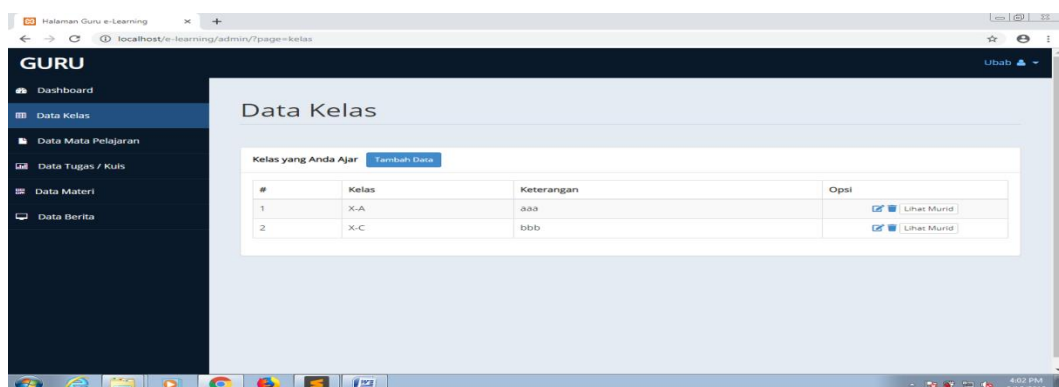 Halaman Guru e-Learning
localhost/e-learning/admin/?page=kelas
GURU
Ubab
Dashboard
Data Kelas
Data Mata Pelajaran
Data Tugas / Kuis
Data Materi
Data Berita
Data Kelas
Kelas yang Anda Ajar Tambah Data
# Kelas Keterangan Opsi
1 X-A aaa Lihat Murid
2 X-C bbb Lihat Murid
4:02 PM